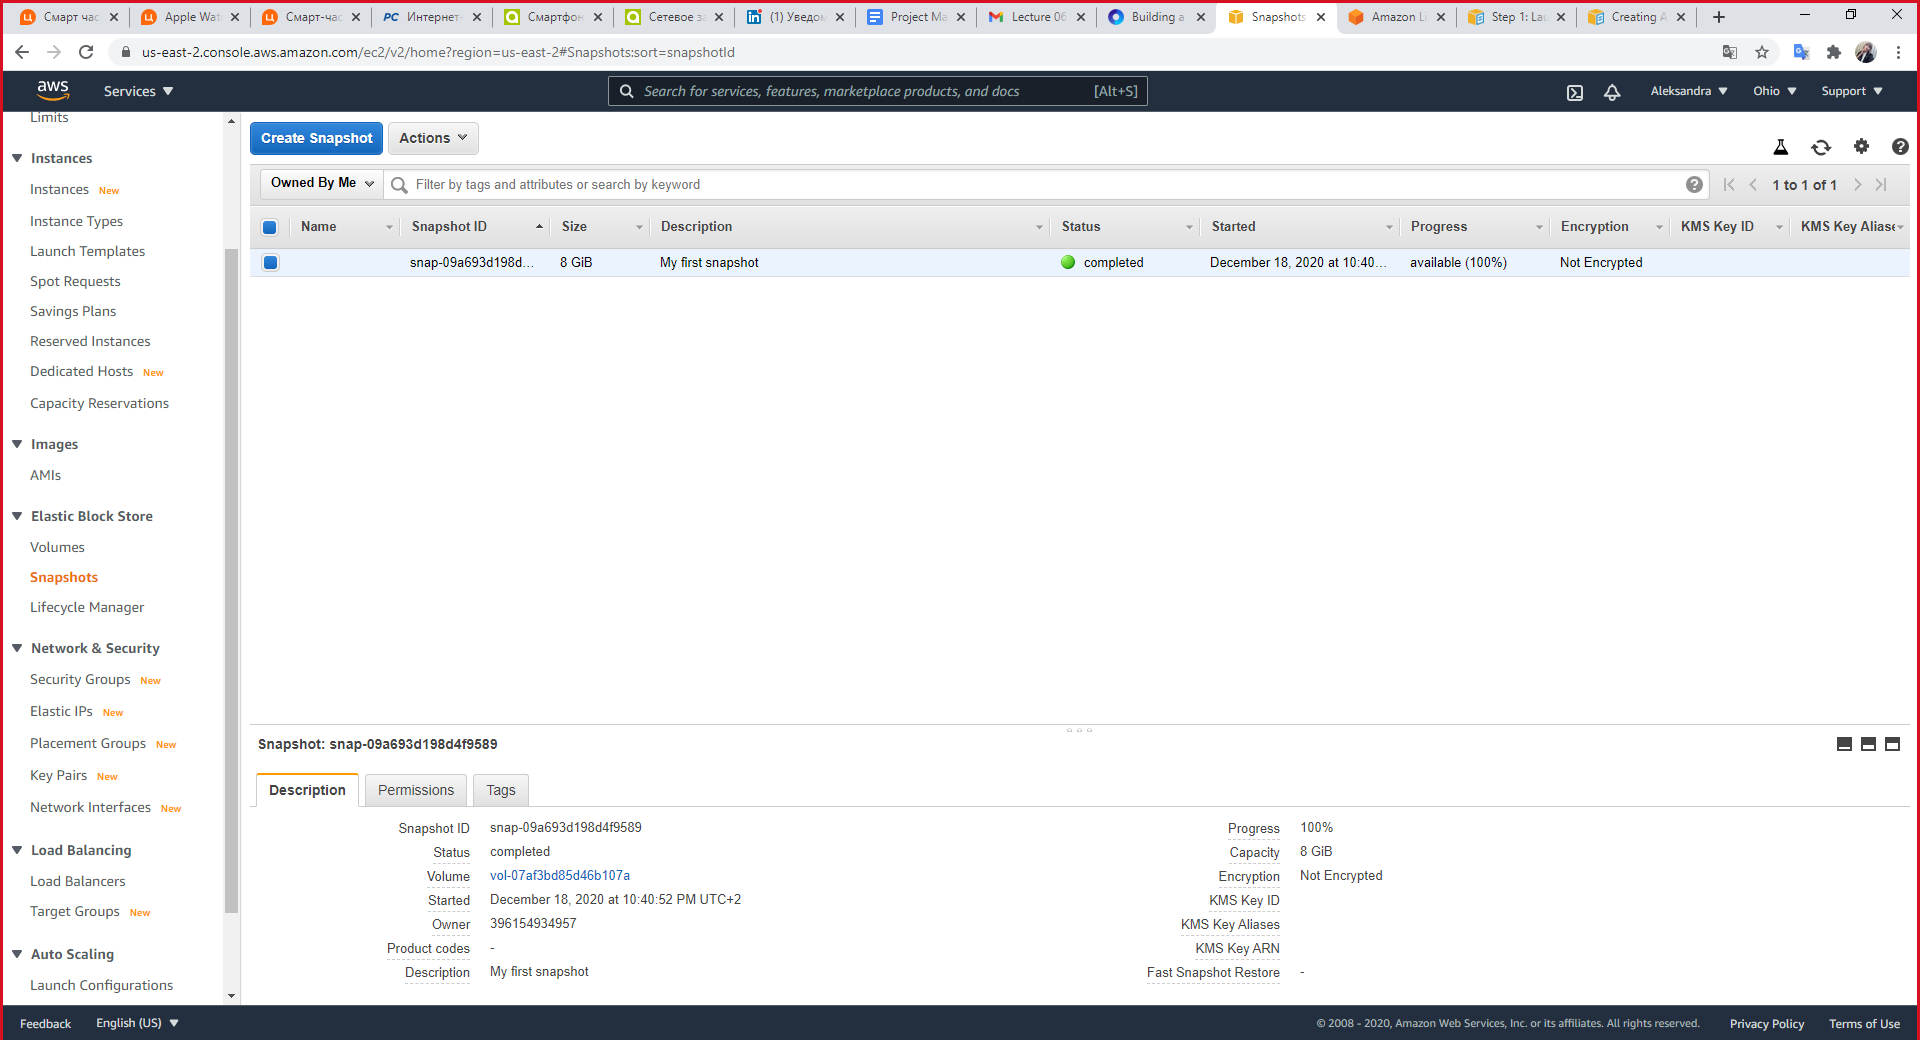 Смарт час
Apple Wat
Смарт-час
PC Интернет-
Смартфон
Сетевое за
in (1) Уведом
Project Ma
Lecture 06
Building a
Snapshots
Amazon Li
Step 1: Lau
Creating A
us-east-2.console.aws.amazon.com/ec2/v2/home?region=us-east-2#Snapshots:sort=snapshotId
aws
Services
Search for services, features, marketplace products, and docs
[Alt+S]
Aleksandra
Ohio
Support
Limits
Instances
Instances New
Instance Types
Launch Templates
Spot Requests
Savings Plans
Reserved Instances
Dedicated Hosts New
Capacity Reservations
Images
AMIs
Elastic Block Store
Volumes
Snapshots
Lifecycle Manager
Network & Security
Security Groups New
Elastic IPs New
Placement Groups New
Key Pairs New
Network Interfaces New
Load Balancing
Load Balancers
Target Groups New
Auto Scaling
Launch Configurations
Create Snapshot
Actions
Owned By Me
Filter by tags and attributes or search by keyword
1 to 1 of 1
Name Snapshot ID Size Description Status Started Progress Encryption KMS Key ID KMS Key Aliase
snap-09a693d198d... 8 GiB My first snapshot completed December 18, 2020 at 10:40... available (100%) Not Encrypted
Snapshot: snap-09a693d198d4f9589
Description
Permissions
Tags
Snapshot ID snap-09a693d198d4f9589
Status completed
Volume vol-07af3bd85d46b107a
Started December 18, 2020 at 10:40:52 PM UTC+2
Owner 396154934957
Product codes -
Description My first snapshot
Progress 100%
Capacity 8 GiB
Encryption Not Encrypted
KMS Key ID
KMS Key Aliases
KMS Key ARN
Fast Snapshot Restore -
Feedback
English (US)
© 2008 - 2020, Amazon Web Services, Inc. or its affiliates. All rights reserved.
Privacy Policy
Terms of Use